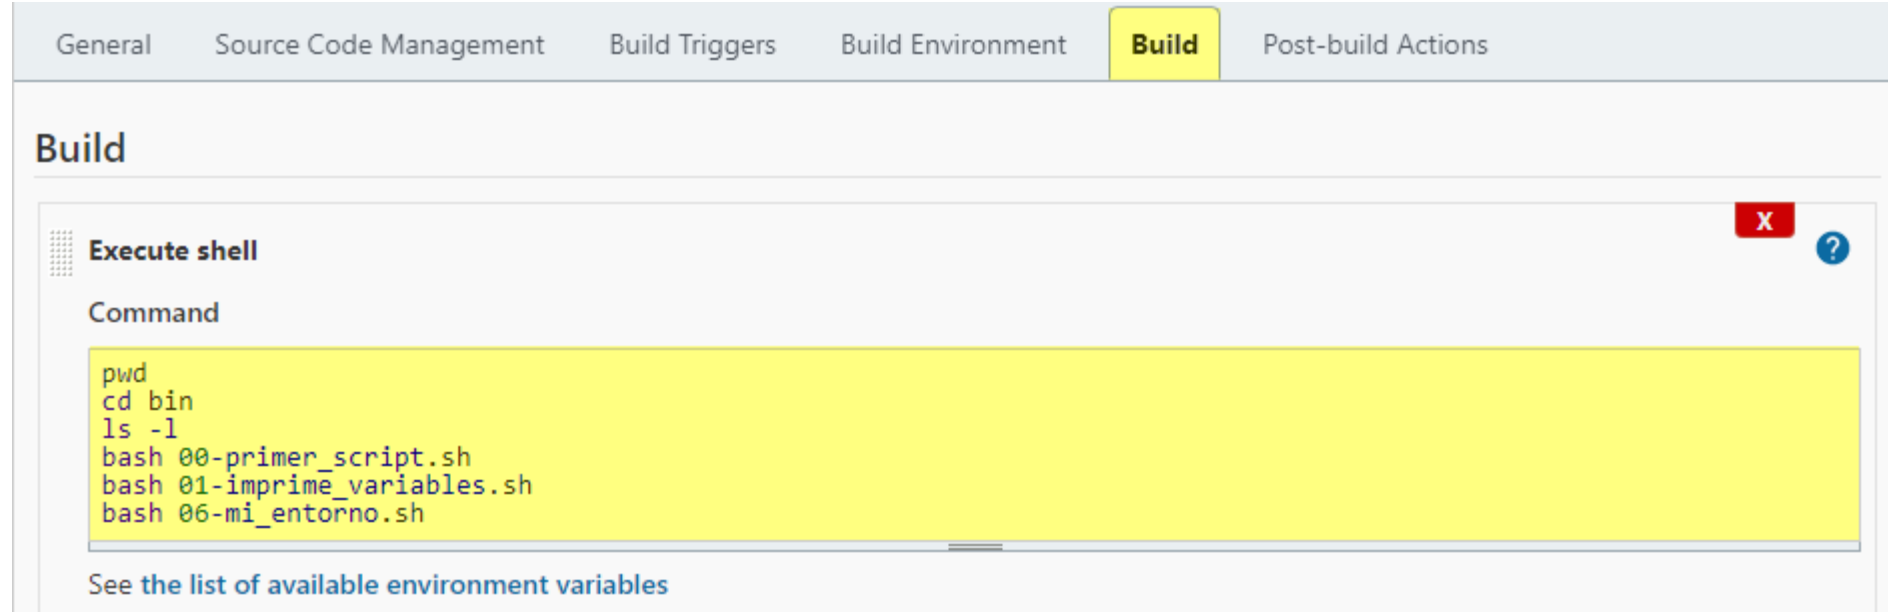 General Source Code Management Build Triggers Build Environment Build Post-build Actions
Build
X
Execute shell
?
Command
pwd
cd bin
ls -l
bash 00-primer_script.sh
bash 01-imprime_variables.sh
bash 06-mi_entorno.sh
See the list of available environment variables